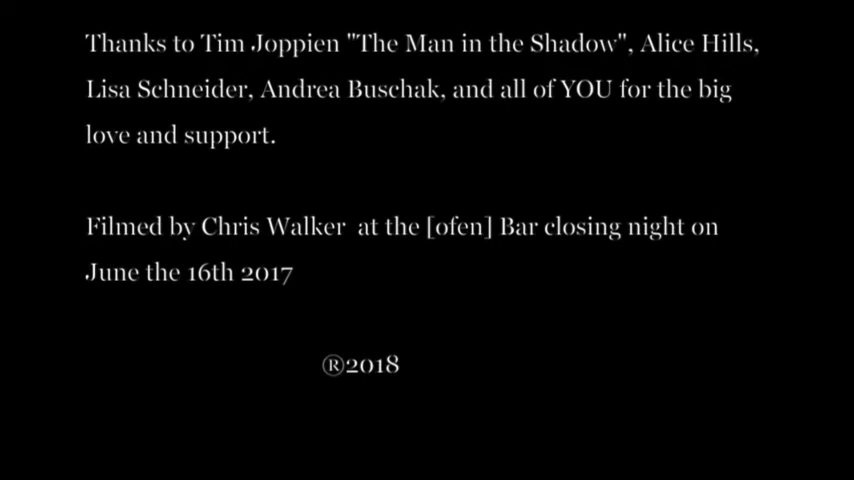 Thanks to Tim Joppien "The Man in the Shadow", Alice Hills,
Lisa Schneider, Andrea Buschak, and all of YOU for the big
love and support.
Filmed by Chris Walker at the [ofen] Bar closing night on
June the 16th 2017
®2018